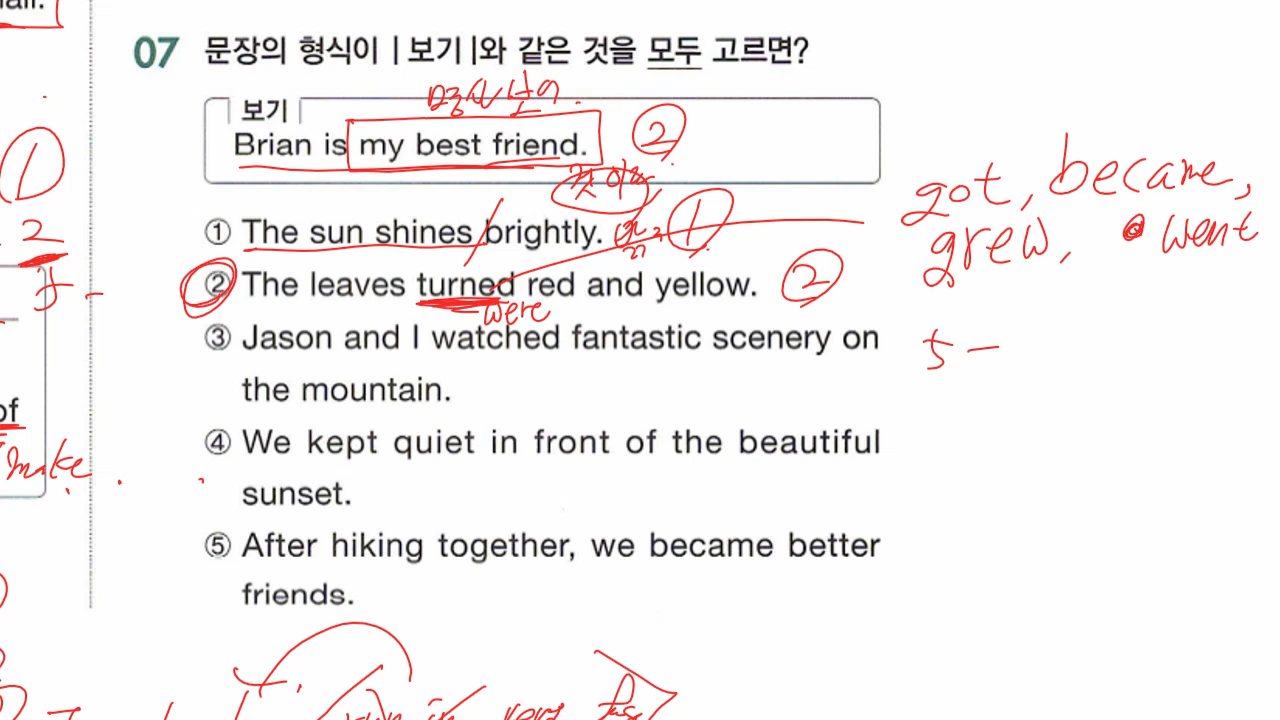 07 문장의 형식이 | 보기 |와 같은 것을 모두 고르면?
명사 보어
보기
Brian is my best friend. ②
got, became,
grew, went
① The sun shines brightly. ①
② The leaves turned red and yellow. ②
were
③ Jason and I watched fantastic scenery on
the mountain.
5 –
④ We kept quiet in front of the beautiful
sunset.
⑤ After hiking together, we became better
friends.
①
2
of
make
very